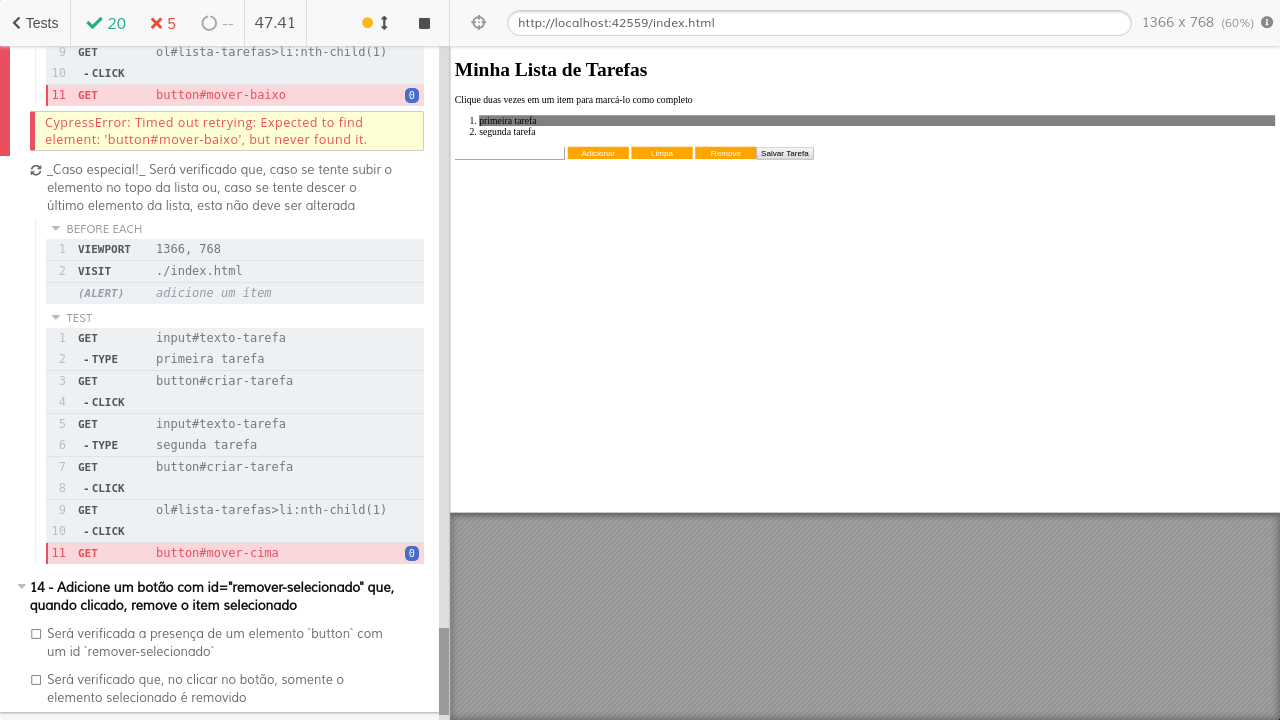 Tests
20
5
--
47.41
http://localhost:42559/index.html
1366 x 768 (60%)
9 GET ol#lista-tarefas>li:nth-child(1)
10 - CLICK
11 GET button#mover-baixo 0
CypressError: Timed out retrying: Expected to find
element: 'button#mover-baixo', but never found it.
_Caso especial!_ Será verificado que, caso se tente subir o
elemento no topo da lista ou, caso se tente descer o
último elemento da lista, esta não deve ser alterada
BEFORE EACH
1 VIEWPORT 1366, 768
2 VISIT ./index.html
(ALERT) adicione um ítem
TEST
1 GET input#texto-tarefa
2 - TYPE primeira tarefa
3 GET button#criar-tarefa
4 - CLICK
5 GET input#texto-tarefa
6 - TYPE segunda tarefa
7 GET button#criar-tarefa
8 - CLICK
9 GET ol#lista-tarefas>li:nth-child(1)
10 - CLICK
11 GET button#mover-cima 0
14 - Adicione um botão com id="remover-selecionado" que,
quando clicado, remove o item selecionado
Será verificada a presença de um elemento `button` com
um id `remover-selecionado`
Será verificado que, no clicar no botão, somente o
elemento selecionado é removido
Minha Lista de Tarefas
Clique duas vezes em um item para marcá-lo como completo
1. primeira tarefa
2. segunda tarefa
Adicionar Limpa Remove Salvar Tarefa